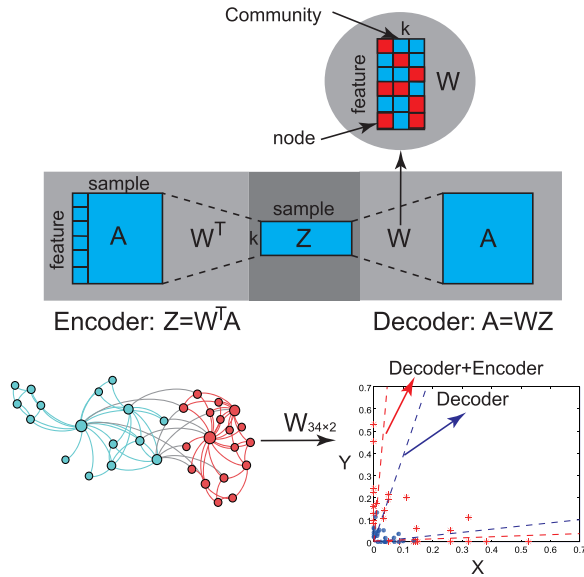 Community
k
feature
W
node
sample
feature
A
W^T
sample
k
Z
W
A
Encoder: Z=W^TA
Decoder: A=WZ
W34×2
Decoder+Encoder
Decoder
0.7
0.6
0.5
0.4
0.3
0.2
0.1
0
Y
0
0.1
0.2
0.3
0.4
0.5
0.6
0.7
X